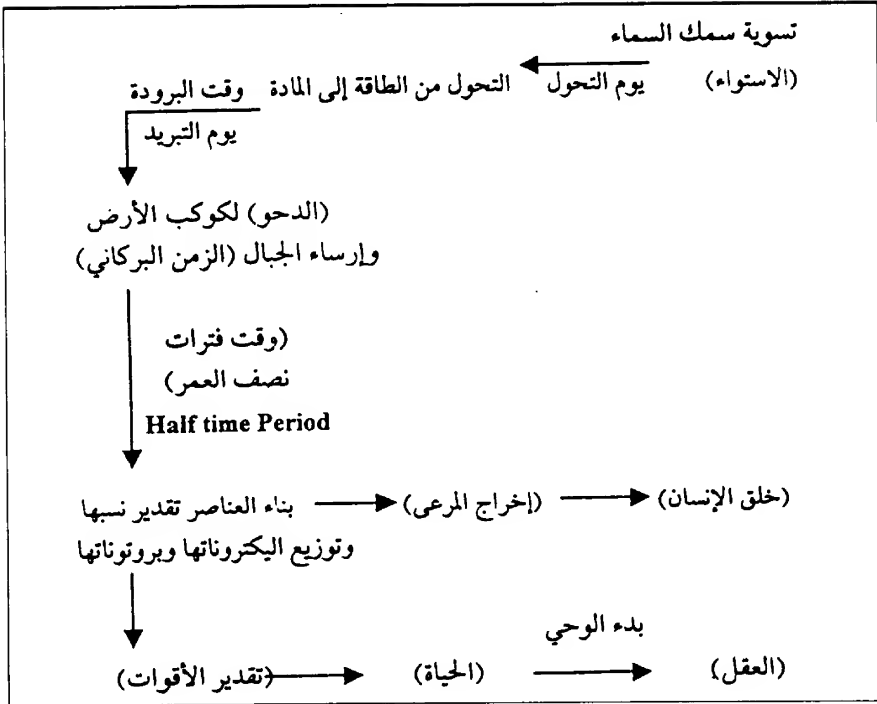 تسوية سمك السماء
(الاستواء) يوم التحول التحول من الطاقة إلى المادة وقت البرودة
يوم التبريد
(الدحو) لكوكب الأرض
وإرساء الجبال (الزمن البركاني)
(وقت فترات
نصف العمر)
Half time Period
بناء العناصر تقدير نسبها (إخراج المرعى) (خلق الإنسان)
وتوزيع اليكتروناتها وبروتوناتها
بدء الوحي
(تقدير الأقوات) (الحياة) (العقل)